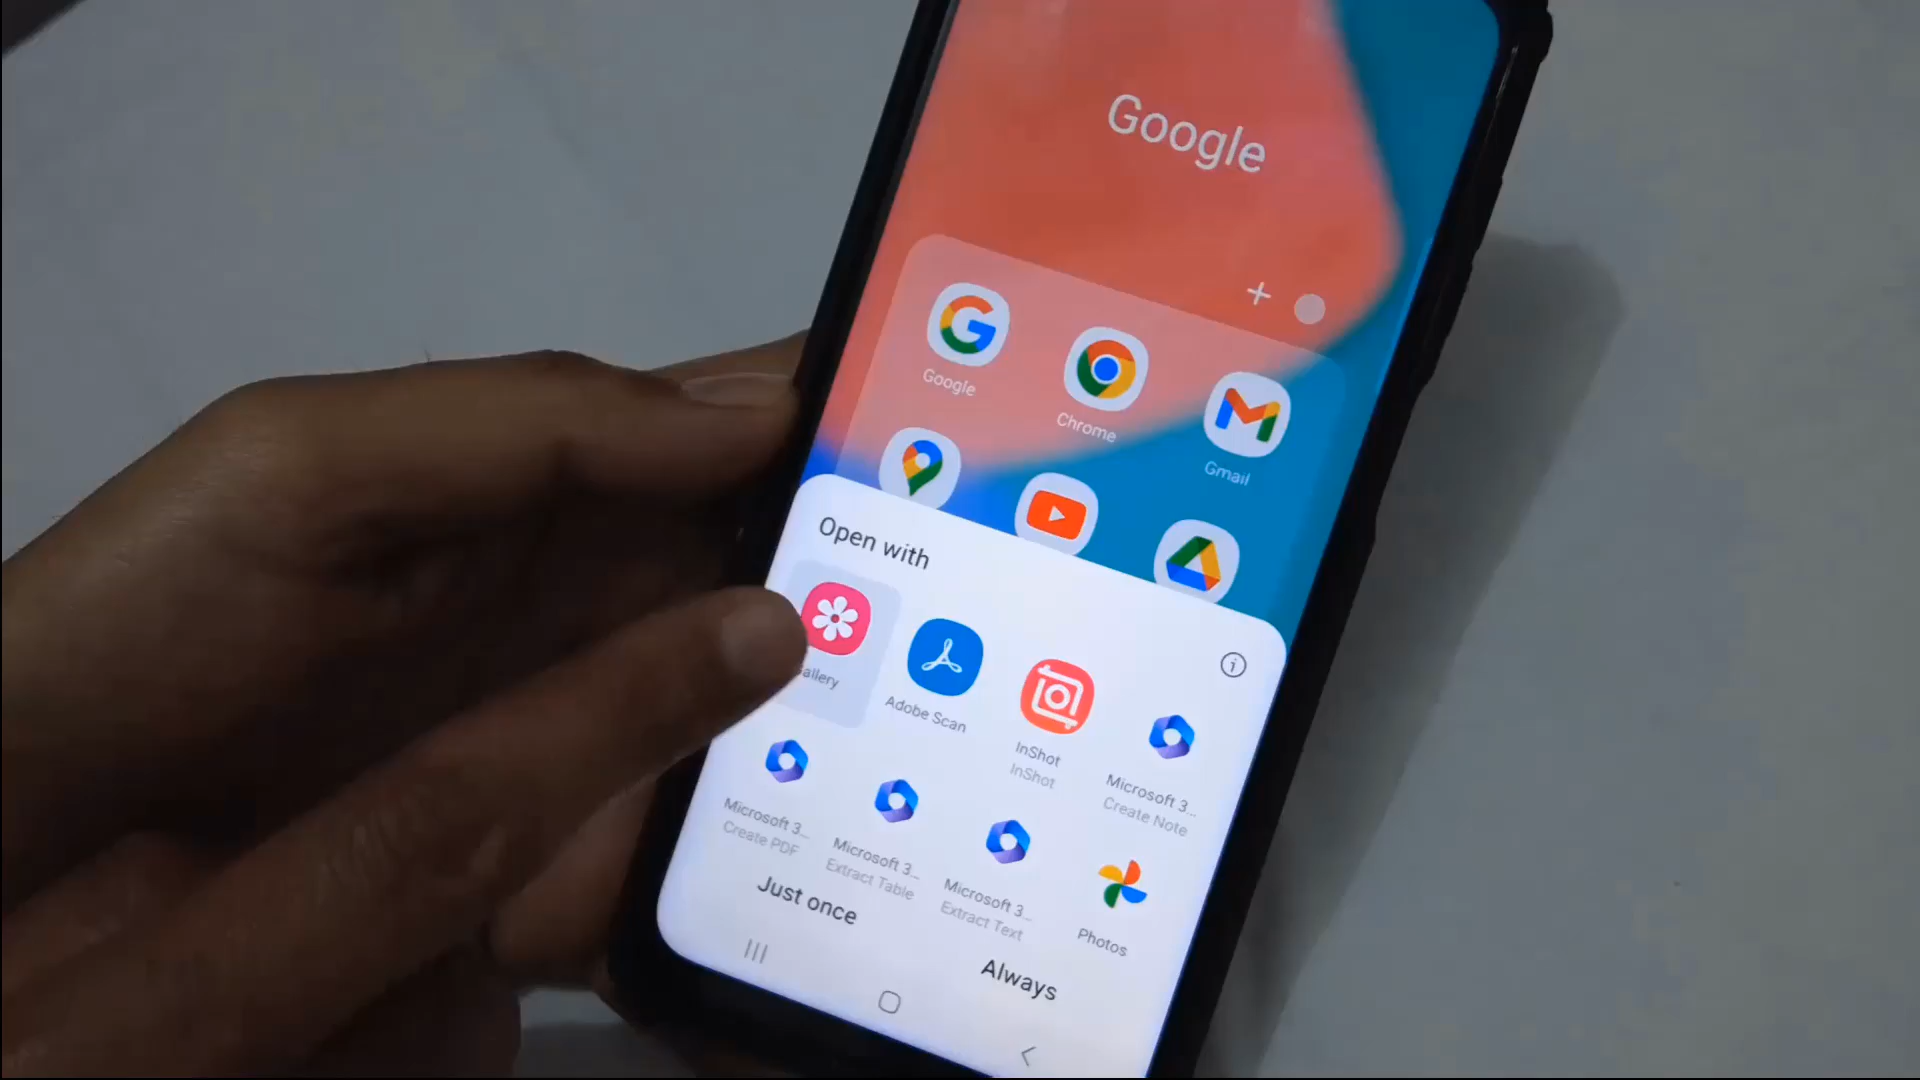 Google
Google
Chrome
Gmail
Open with
allery
Adobe Scan
InShot
InShot
Microsoft 3...
Create Note
Microsoft 3...
Create PDF
Microsoft 3...
Extract Table
Microsoft 3...
Extract Text
Photos
Just once
Always